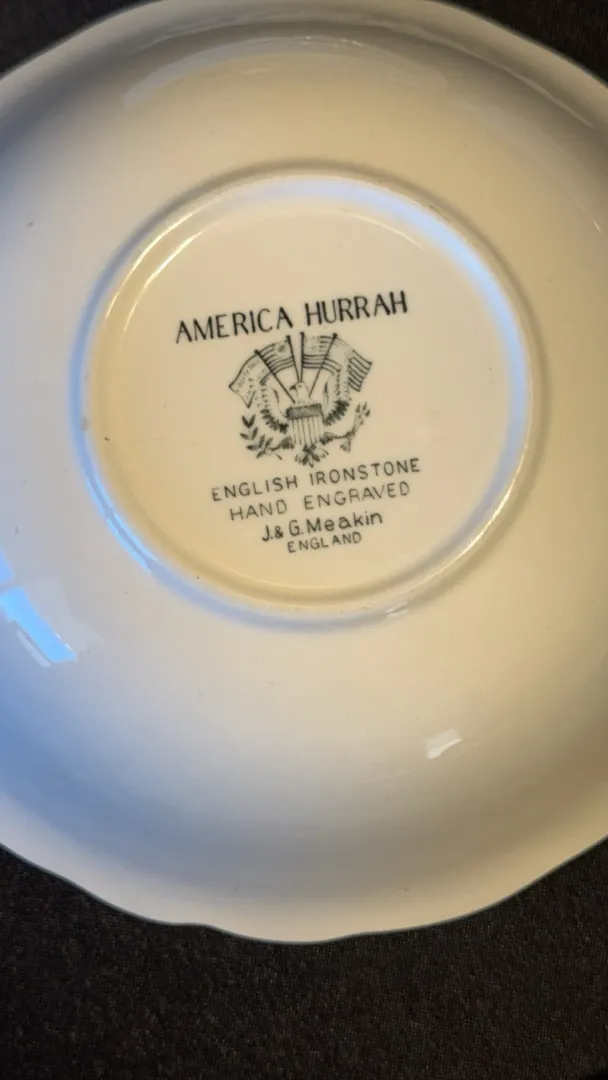 AMERICA HURRAH
ENGLISH IRONSTONE
HAND ENGRAVED
J.& G.Meakin
ENGLAND